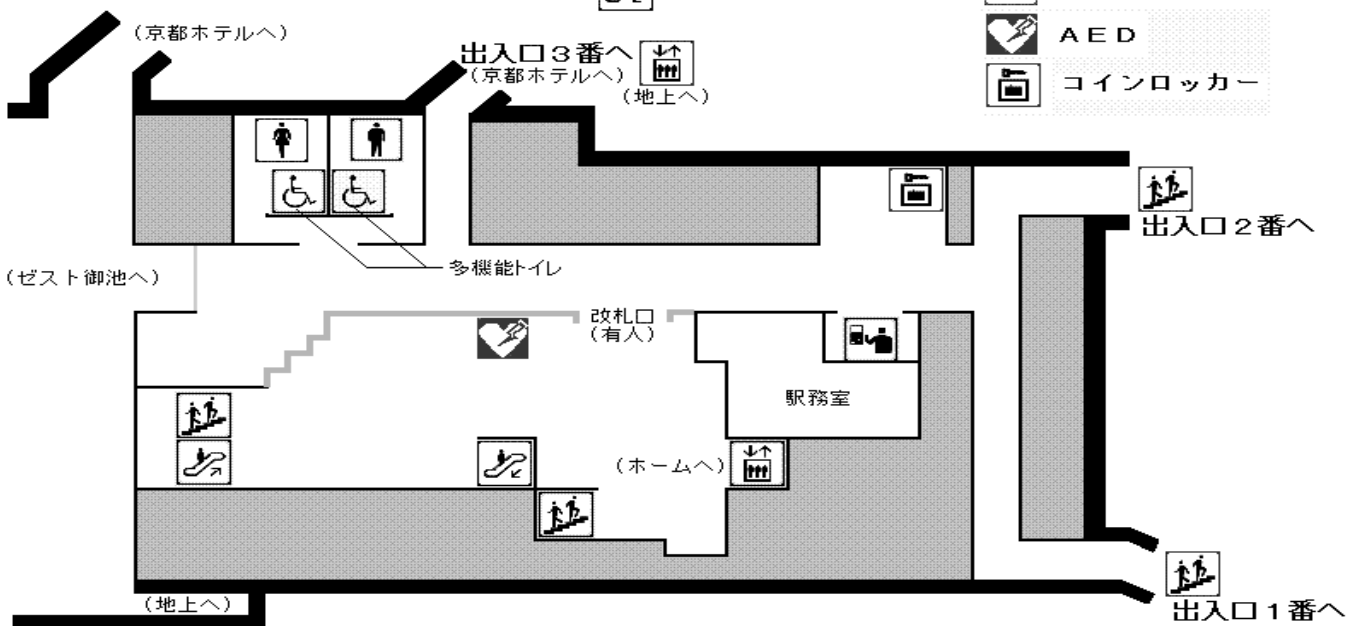 (京都ホテルへ)
出入口3番へ
(京都ホテルへ)
(地上へ)
AED
コインロッカー
出入口2番へ
(ゼスト御池へ)
多機能トイレ
改札口
(有人)
駅務室
(ホームへ)
(地上へ)
出入口1番へ